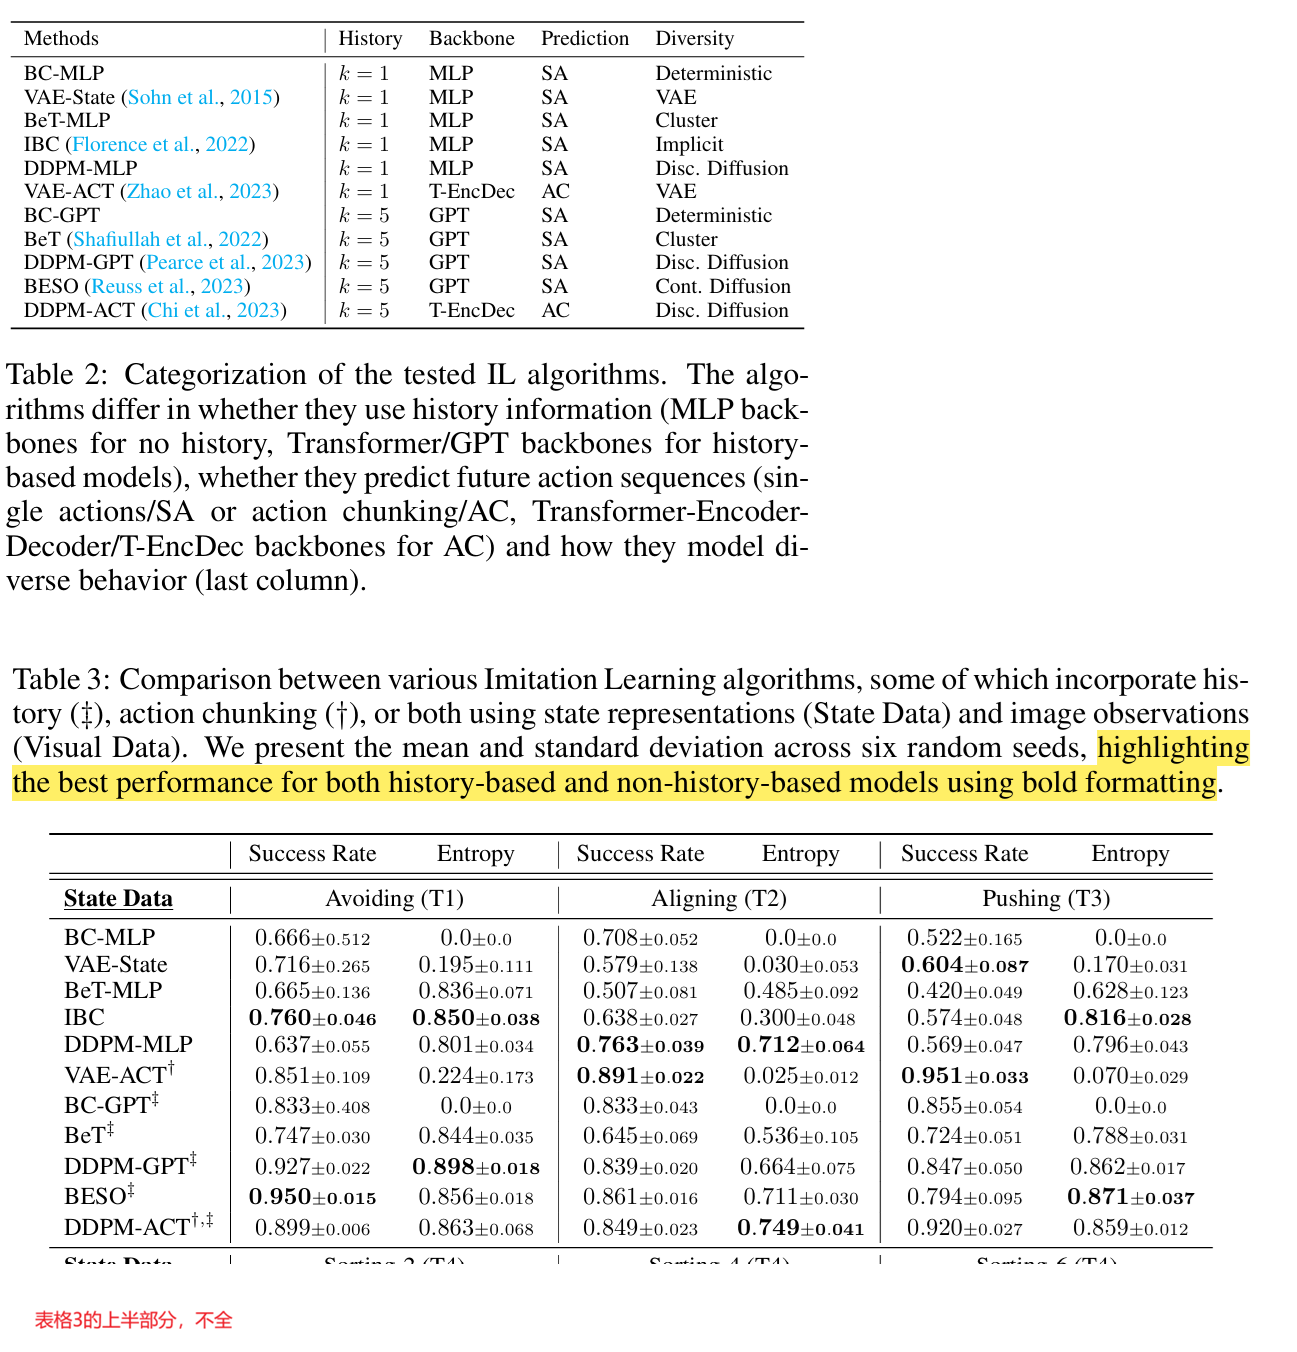 Methods History Backbone Prediction Diversity
BC-MLP k = 1 MLP SA Deterministic
VAE-State (Sohn et al., 2015) k = 1 MLP SA VAE
BeT-MLP k = 1 MLP SA Cluster
IBC (Florence et al., 2022) k = 1 MLP SA Implicit
DDPM-MLP k = 1 MLP SA Disc. Diffusion
VAE-ACT (Zhao et al., 2023) k = 1 T-EncDec AC VAE
BC-GPT k = 5 GPT SA Deterministic
BeT (Shafiullah et al., 2022) k = 5 GPT SA Cluster
DDPM-GPT (Pearce et al., 2023) k = 5 GPT SA Disc. Diffusion
BESO (Reuss et al., 2023) k = 5 GPT SA Cont. Diffusion
DDPM-ACT (Chi et al., 2023) k = 5 T-EncDec AC Disc. Diffusion
Table 2: Categorization of the tested IL algorithms. The algo-
rithms differ in whether they use history information (MLP back-
bones for no history, Transformer/GPT backbones for history-
based models), whether they predict future action sequences (sin-
gle actions/SA or action chunking/AC, Transformer-Encoder-
Decoder/T-EncDec backbones for AC) and how they model di-
verse behavior (last column).
Table 3: Comparison between various Imitation Learning algorithms, some of which incorporate his-
tory (‡), action chunking (†), or both using state representations (State Data) and image observations
(Visual Data). We present the mean and standard deviation across six random seeds, highlighting
the best performance for both history-based and non-history-based models using bold formatting.
Success Rate Entropy Success Rate Entropy Success Rate Entropy
State Data Avoiding (T1) Aligning (T2) Pushing (T3)
BC-MLP 0.666±0.512 0.0±0.0 0.708±0.052 0.0±0.0 0.522±0.165 0.0±0.0
VAE-State 0.716±0.265 0.195±0.111 0.579±0.138 0.030±0.053 0.604±0.087 0.170±0.031
BeT-MLP 0.665±0.136 0.836±0.071 0.507±0.081 0.485±0.092 0.420±0.049 0.628±0.123
IBC 0.760±0.046 0.850±0.038 0.638±0.027 0.300±0.048 0.574±0.048 0.816±0.028
DDPM-MLP 0.637±0.055 0.801±0.034 0.763±0.039 0.712±0.064 0.569±0.047 0.796±0.043
VAE-ACT† 0.851±0.109 0.224±0.173 0.891±0.022 0.025±0.012 0.951±0.033 0.070±0.029
BC-GPT‡ 0.833±0.408 0.0±0.0 0.833±0.043 0.0±0.0 0.855±0.054 0.0±0.0
BeT‡ 0.747±0.030 0.844±0.035 0.645±0.069 0.536±0.105 0.724±0.051 0.788±0.031
DDPM-GPT‡ 0.927±0.022 0.898±0.018 0.839±0.020 0.664±0.075 0.847±0.050 0.862±0.017
BESO‡ 0.950±0.015 0.856±0.018 0.861±0.016 0.711±0.030 0.794±0.095 0.871±0.037
DDPM-ACT†,‡ 0.899±0.006 0.863±0.068 0.849±0.023 0.749±0.041 0.920±0.027 0.859±0.012
表格3的上半部分，不全